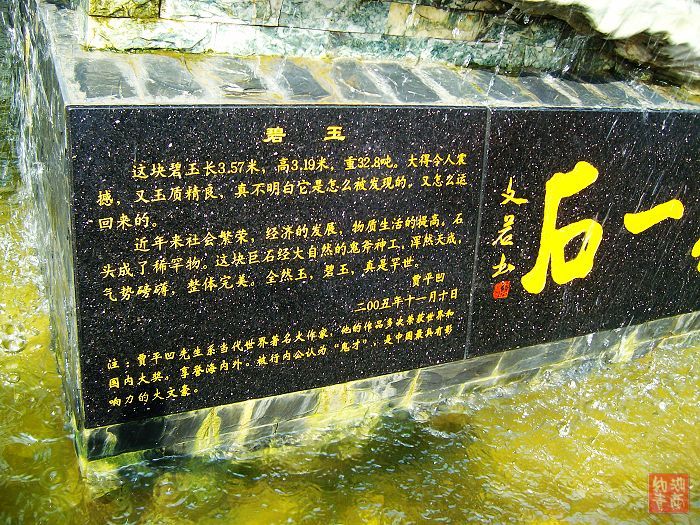 碧 玉
这块碧玉长3.57米，高3.19米，重32.8吨。大得令人震
撼，又玉质精良，真不明白它是怎么被发现的，又怎么运
回来的。
近年来社会繁荣，经济的发展，物质生活的提高，石
头成了稀罕物。这块巨石经大自然的鬼斧神工，浑然天成，
气势磅礴，整体完美。全然玉，碧玉，真是罕世。
贾平凹
二00五年十一月十日
注：贾平凹先生系当代世界著名大作家，他的作品多次荣获世界和
国内大奖。享誉海内外。被行内公认为“鬼才”，是中国最具有影
响力的大文豪。
一石